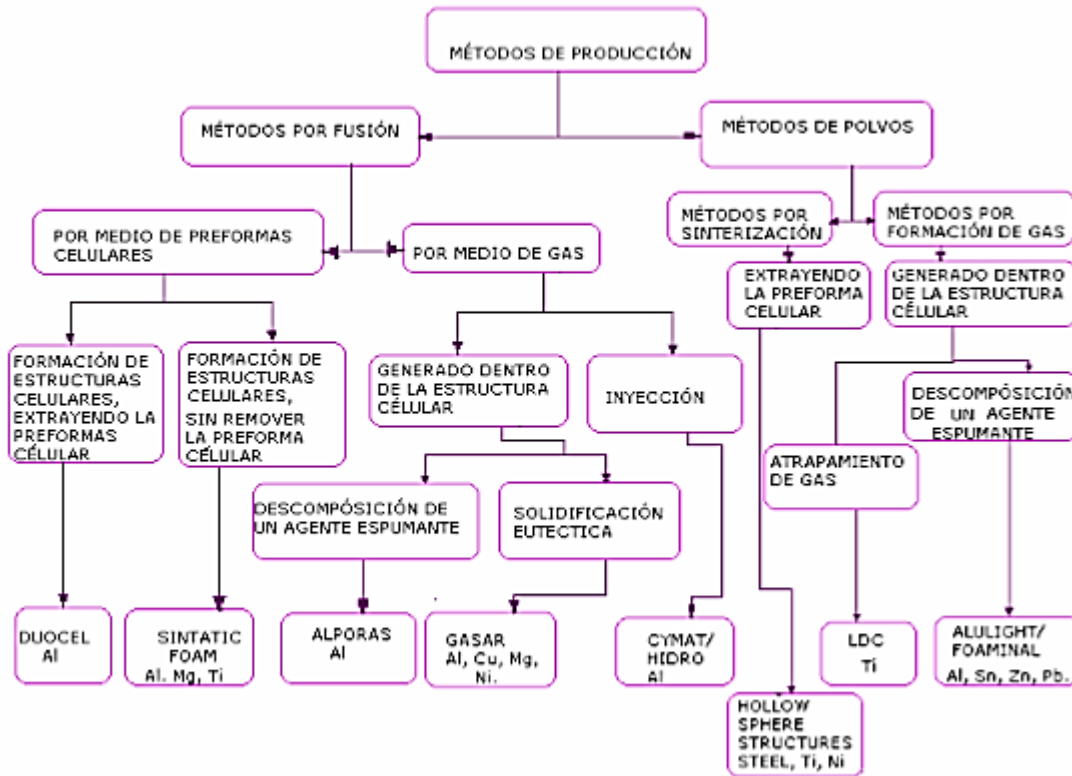 MÉTODOS DE PRODUCCIÓN
MÉTODOS POR FUSIÓN
MÉTODOS DE POLVOS
POR MEDIO DE PREFORMAS
CELULARES
POR MEDIO DE GAS
MÉTODOS POR
SINTERIZACIÓN
MÉTODOS POR
FORMACIÓN DE GAS
EXTRAYENDO
LA PREFORMA
CELULAR
GENERADO DENTRO
DE LA ESTRUCTURA
CÉLULAR
FORMACIÓN DE
ESTRUCTURAS
CELULARES,
EXTRAYENDO LA
PREFORMAS
CÉLULAR
FORMACIÓN DE
ESTRUCTURAS
CELULARES,
SIN REMOVER
LA PREFORMA
CÉLULAR
GENERADO DENTRO
DE LA ESTRUCTURA
CÉLULAR
INYECCIÓN
DESCOMPÓSICIÓN
DE UN AGENTE
ESPUMANTE
ATRAPAMIENTO
DE GAS
DESCOMPÓSICIÓN DE
UN AGENTE ESPUMANTE
SOLIDIFICACIÓN
EUTECTICA
DUOCEL
Al
SINTATIC
FOAM
Al. Mg, Ti
ALPORAS
Al
GASAR
Al, Cu, Mg,
Ni.
CYMAT/
HIDRO
Al
LDC
Ti
ALULIGHT/
FOAMINAL
Al, Sn, Zn, Pb.
HOLLOW
SPHERE
STRUCTURES
STEEL, Ti, Ni